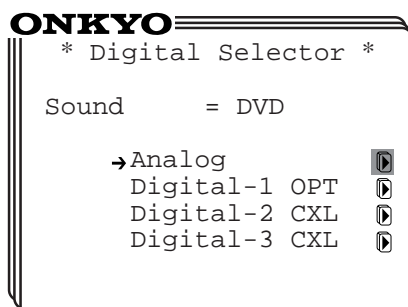 ONKYO
* Digital Selector *
Sound = DVD
→Analog
Digital-1 OPT
Digital-2 CXL
Digital-3 CXL